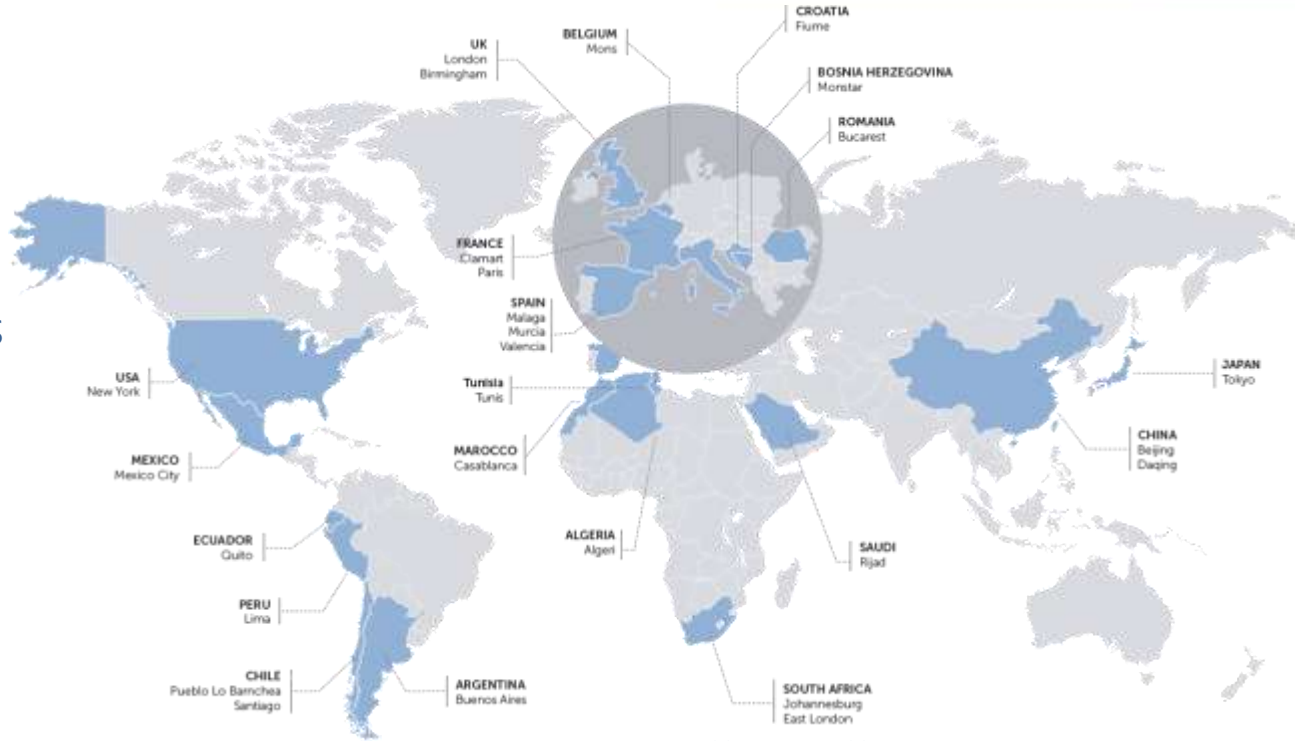 CROATIA
Fiume
BELGIUM
Mons
UK
London
Birmingham
BOSNIA HERZEGOVINA
Monstar
ROMANIA
Bucarest
FRANCE
Clamart
Paris
SPAIN
Malaga
Murcia
Valencia
S
USA
New York
Tunisia
Tunis
JAPAN
Tokyo
MAROCCO
Casablanca
CHINA
Beijing
Daqing
MEXICO
Mexico City
ECUADOR
Quito
ALGERIA
Algeri
SAUDI
Rijad
PERU
Lima
CHILE
Pueblo Lo Barnchea
Santiago
ARGENTINA
Buenos Aires
SOUTH AFRICA
Johannesburg
East London